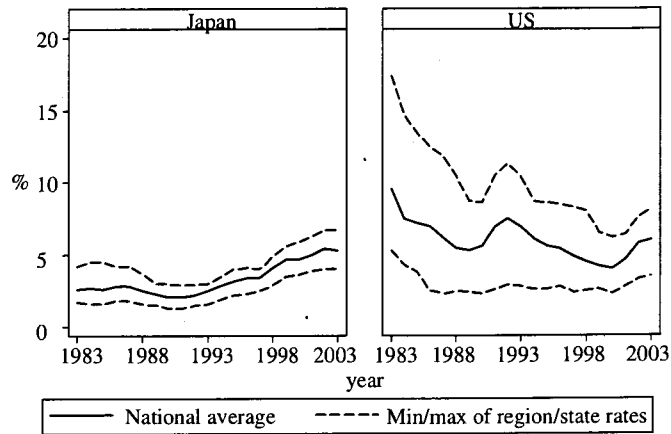 Japan US
20
15
10
%
5
0
1983 1988 1993 1998 2003 1983 1988 1993 1998 2003
year
National average Min/max of region/state rates